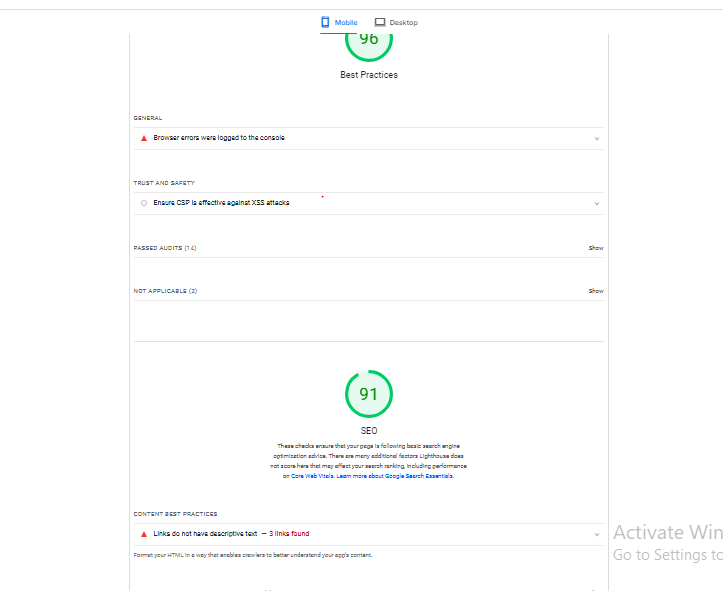 Mobile
Desktop
96
Best Practices
GENERAL
Browser errors were logged to the console
TRUST AND SAFETY
Ensure CSP is effective against XSS attacks
PASSED AUDITS (14)
Show
NOT APPLICABLE (2)
Show
91
SEO
These checks ensure that your page is following basic search engine
optimization advice. There are many additional factors Lighthouse does
not score here that may affect your search ranking, including performance
on Core Web Vitals. Learn more about Google Search Essentials.
CONTENT BEST PRACTICES
Links do not have descriptive text — 3 links found
Format your HTML in a way that enables crawlers to better understand your app's content.
Activate Win
Go to Settings to